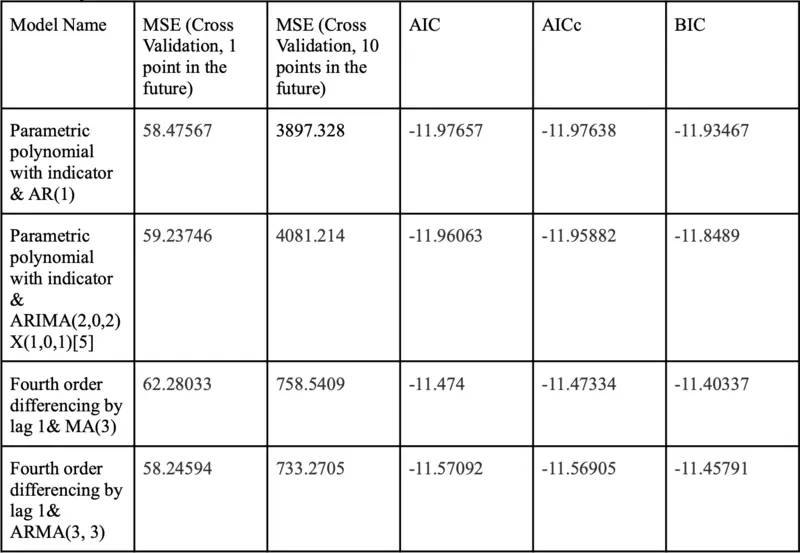 Model Name
MSE (Cross
Validation, 1
point in the
future)
MSE (Cross
Validation, 10
points in the
future)
AIC
AICc
BIC
Parametric
polynomial
with indicator
& AR(1)
58.47567
3897.328
-11.97657
-11.97638
-11.93467
Parametric
polynomial
with indicator
&
ARIMA(2,0,2)
X(1,0,1)[5]
59.23746
4081.214
-11.96063
-11.95882
-11.8489
Fourth order
differencing by
lag 1& MA(3)
62.28033
758.5409
-11.474
-11.47334
-11.40337
Fourth order
differencing by
lag 1&
ARMA(3, 3)
58.24594
733.2705
-11.57092
-11.56905
-11.45791